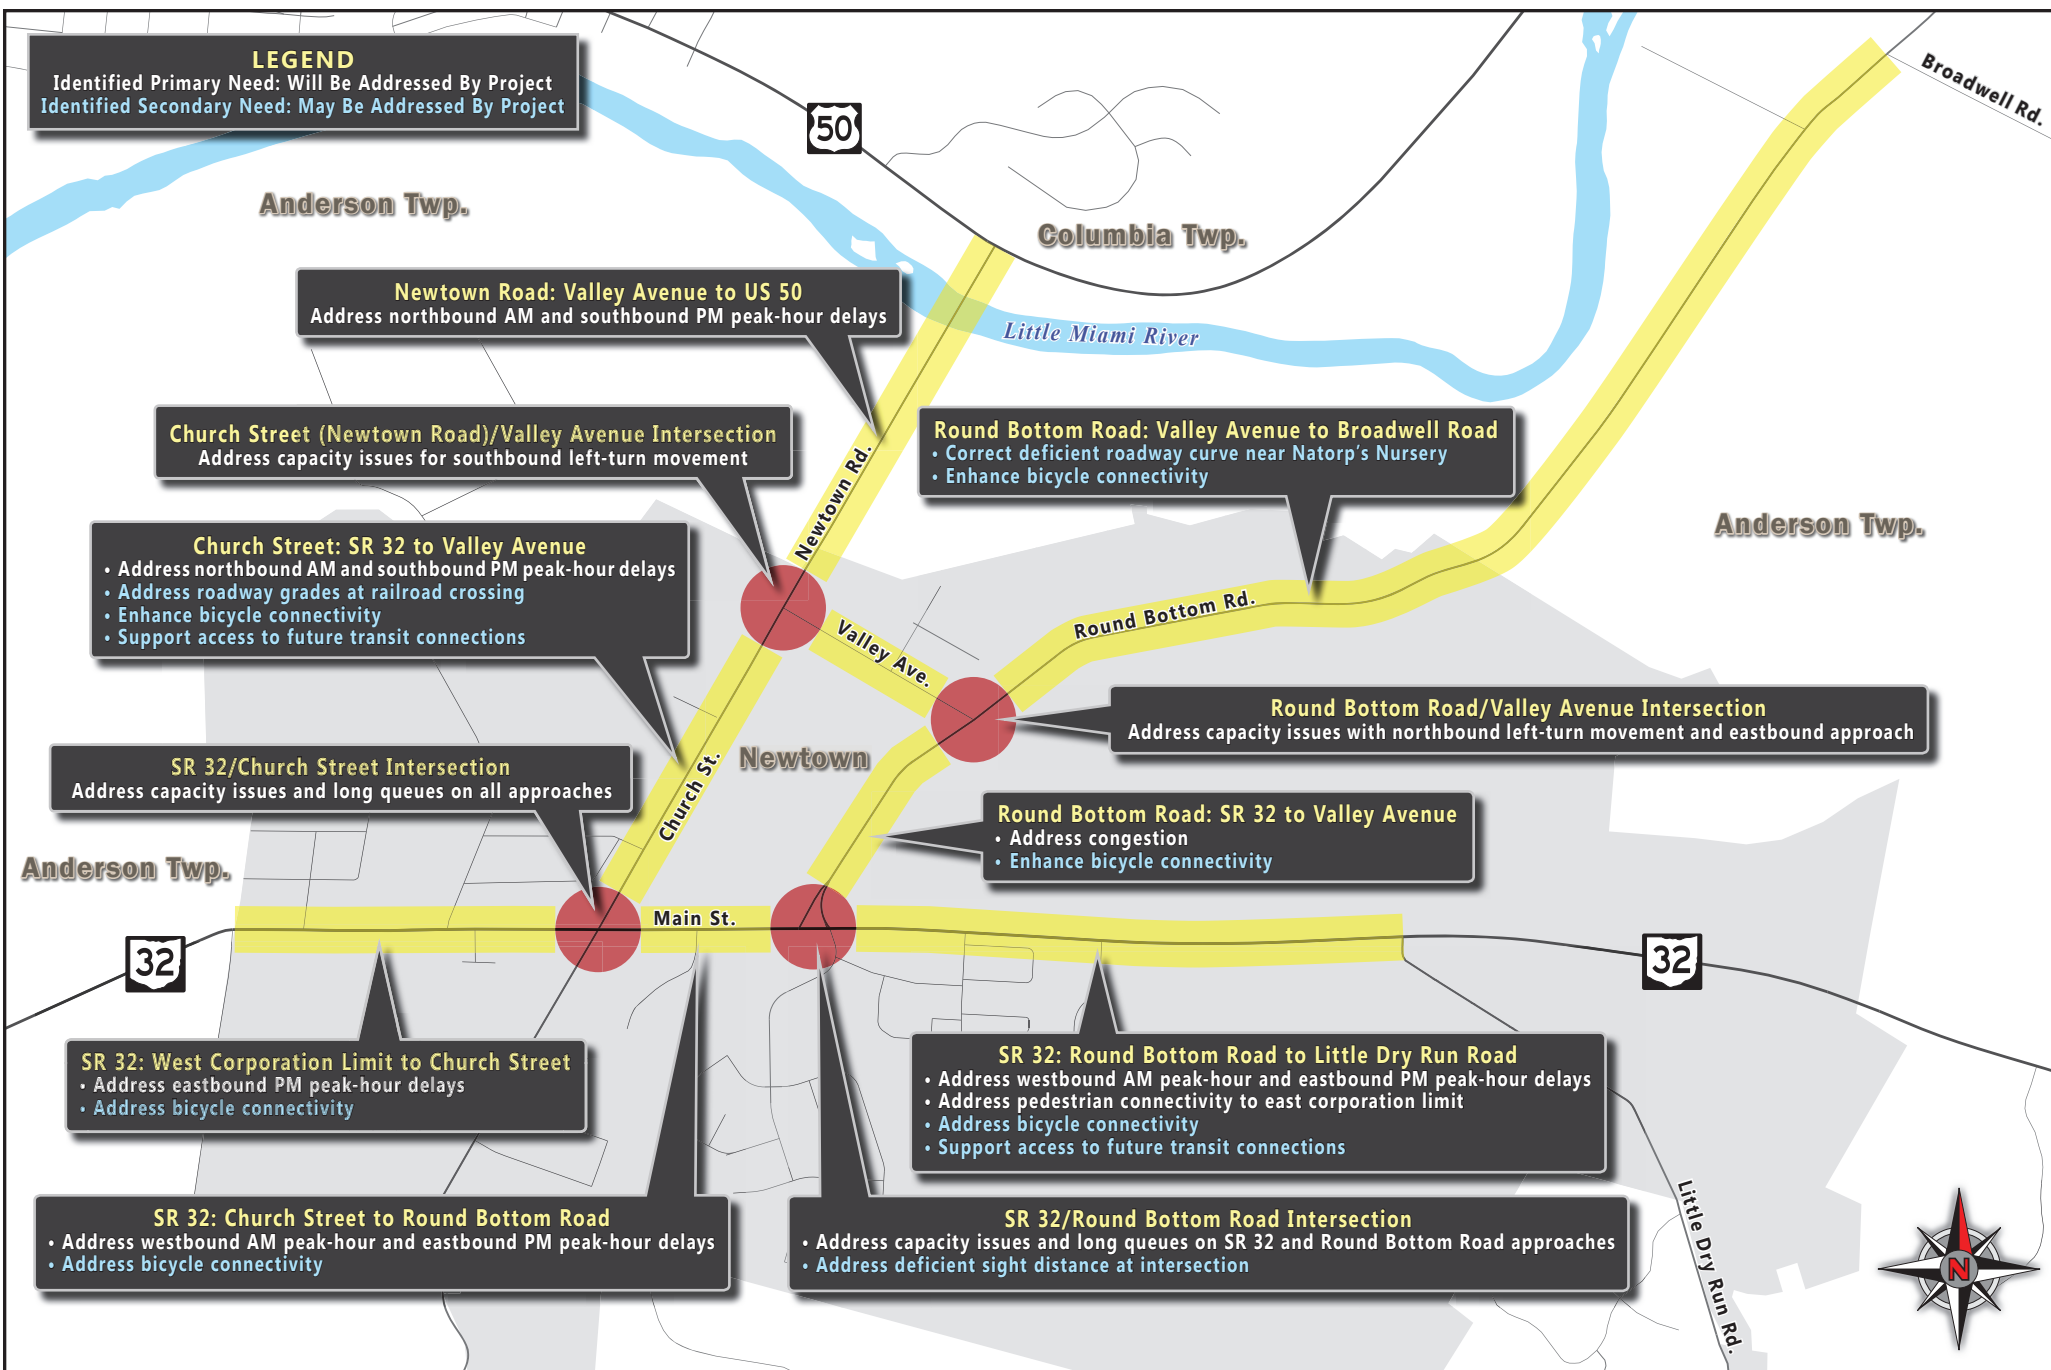 LEGEND
Identified Primary Need: Will Be Addressed By Project
Identified Secondary Need: May Be Addressed By Project
50
Broadwell Rd.
Anderson Twp.
Columbia Twp.
Newtown Road: Valley Avenue to US 50
Address northbound AM and southbound PM peak-hour delays
Little Miami River
Church Street (Newtown Road)/Valley Avenue Intersection
Address capacity issues for southbound left-turn movement
Newtown Rd.
Round Bottom Road: Valley Avenue to Broadwell Road
• Correct deficient roadway curve near Natorp's Nursery
• Enhance bicycle connectivity
Anderson Twp.
Church Street: SR 32 to Valley Avenue
• Address northbound AM and southbound PM peak-hour delays
• Address roadway grades at railroad crossing
• Enhance bicycle connectivity
• Support access to future transit connections
Valley Ave.
Round Bottom Rd.
Round Bottom Road/Valley Avenue Intersection
Address capacity issues with northbound left-turn movement and eastbound approach
SR 32/Church Street Intersection
Address capacity issues and long queues on all approaches
Church St.
Newtown
Round Bottom Road: SR 32 to Valley Avenue
• Address congestion
• Enhance bicycle connectivity
Anderson Twp.
Main St.
32
32
SR 32: West Corporation Limit to Church Street
• Address eastbound PM peak-hour delays
• Address bicycle connectivity
SR 32: Round Bottom Road to Little Dry Run Road
• Address westbound AM peak-hour and eastbound PM peak-hour delays
• Address pedestrian connectivity to east corporation limit
• Address bicycle connectivity
• Support access to future transit connections
SR 32: Church Street to Round Bottom Road
• Address westbound AM peak-hour and eastbound PM peak-hour delays
• Address bicycle connectivity
SR 32/Round Bottom Road Intersection
• Address capacity issues and long queues on SR 32 and Round Bottom Road approaches
• Address deficient sight distance at intersection
Little Dry Run Rd.
N